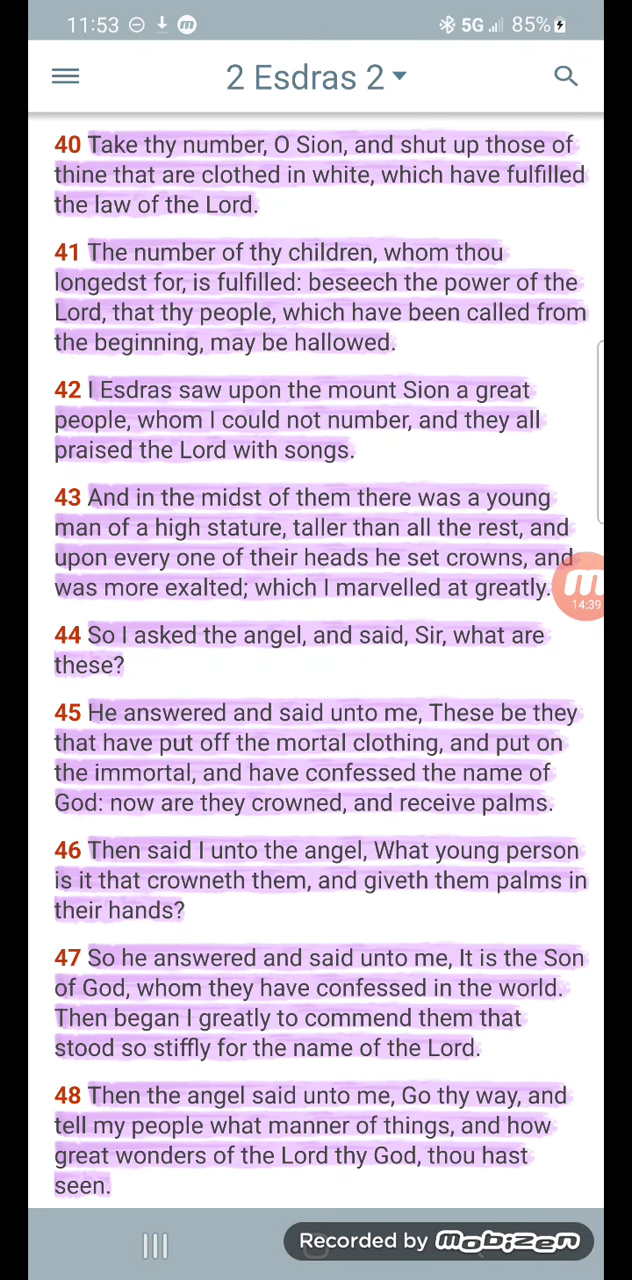 11:53 5G 85%
2 Esdras 2
40 Take thy number, O Sion, and shut up those of
thine that are clothed in white, which have fulfilled
the law of the Lord.
41 The number of thy children, whom thou
longedst for, is fulfilled: beseech the power of the
Lord, that thy people, which have been called from
the beginning, may be hallowed.
42 I Esdras saw upon the mount Sion a great
people, whom I could not number, and they all
praised the Lord with songs.
43 And in the midst of them there was a young
man of a high stature, taller than all the rest, and
upon every one of their heads he set crowns, and
was more exalted; which I marvelled at greatly.
14:39
44 So I asked the angel, and said, Sir, what are
these?
45 He answered and said unto me, These be they
that have put off the mortal clothing, and put on
the immortal, and have confessed the name of
God: now are they crowned, and receive palms.
46 Then said I unto the angel, What young person
is it that crowneth them, and giveth them palms in
their hands?
47 So he answered and said unto me, It is the Son
of God, whom they have confessed in the world.
Then began I greatly to commend them that
stood so stiffly for the name of the Lord.
48 Then the angel said unto me, Go thy way, and
tell my people what manner of things, and how
great wonders of the Lord thy God, thou hast
seen.
Recorded by mobizen